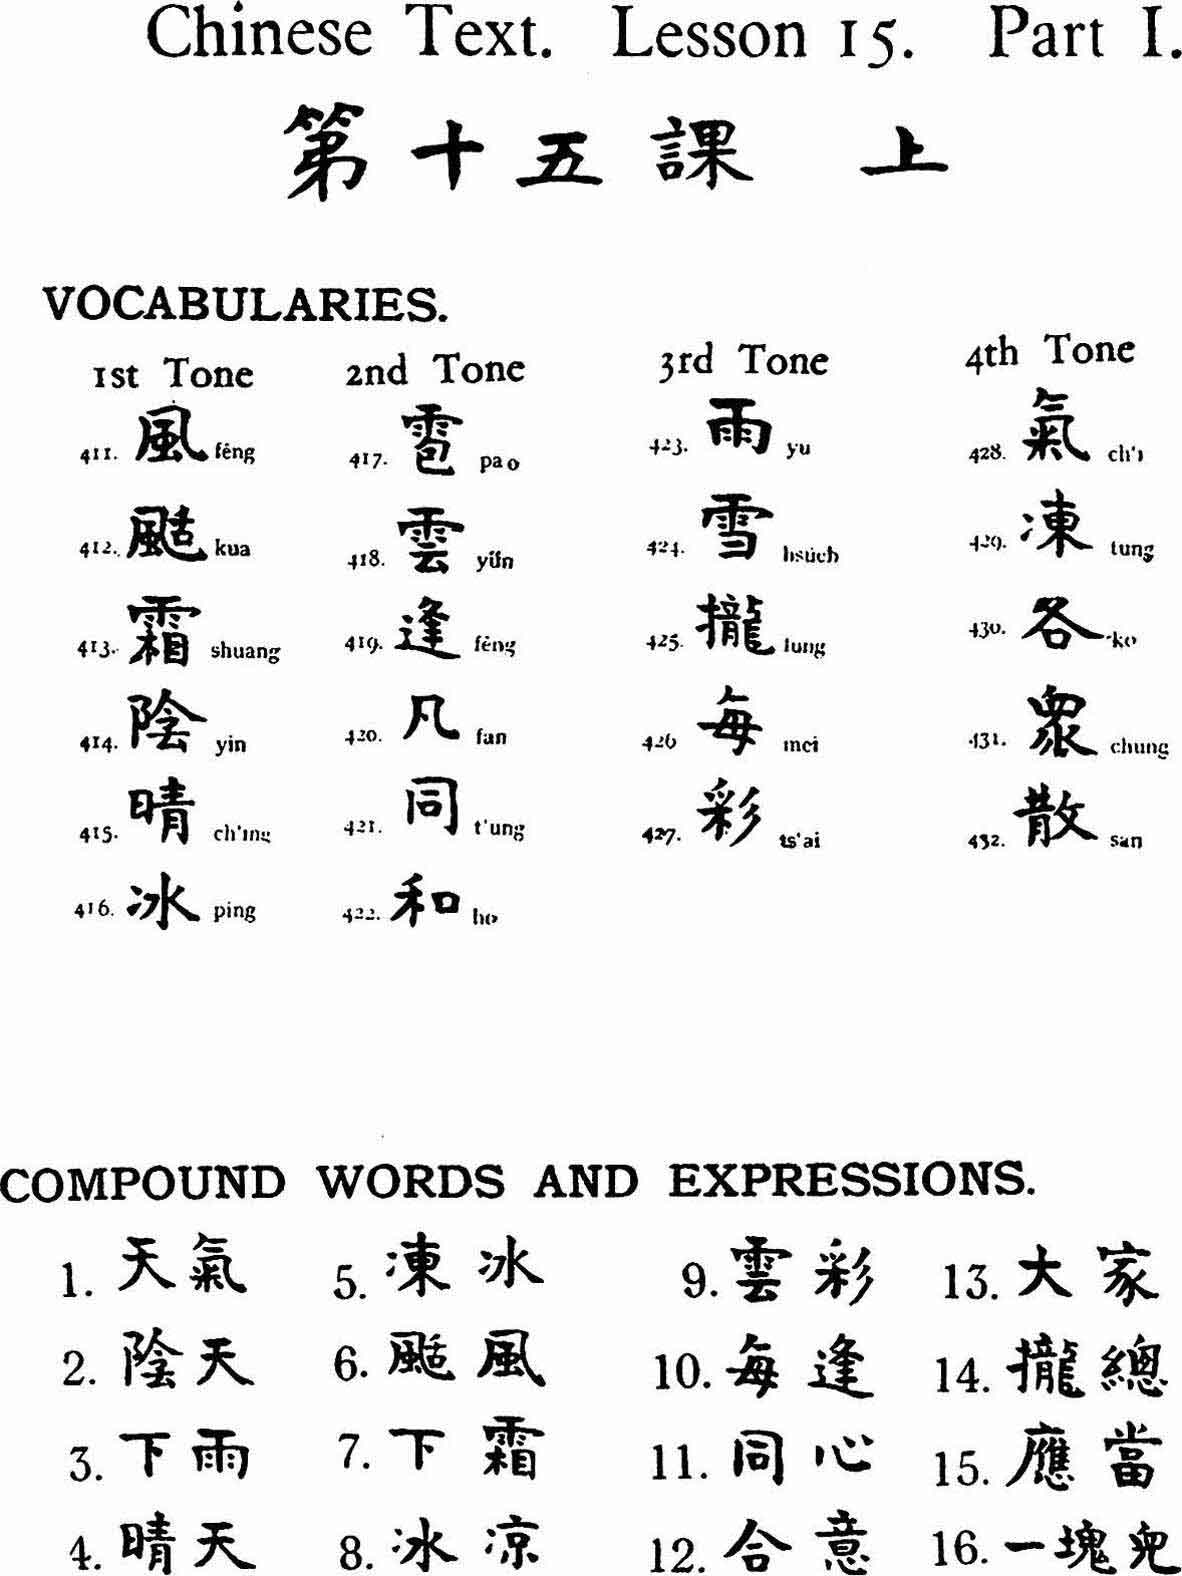 Chinese Text. Lesson 15. Part I.
第十五課 上
VOCABULARIES.
1st Tone 2nd Tone 3rd Tone 4th Tone
411. 風 fêng 417. 雹 pao 423. 雨 yu 428. 氣 ch'i
412. 颳 kua 418. 雲 yün 424. 雪 hsüeh 429. 凍 tung
413. 霜 shuang 419. 逢 fêng 425. 攏 lung 430. 各 ko
414. 陰 yin 420. 凡 fan 426 每 mei 431. 眾 chung
415. 晴 ch'ing 421. 同 t'ung 427. 彩 ts'ai 432. 散 san
416. 冰 ping 422. 和 ho
COMPOUND WORDS AND EXPRESSIONS.
1. 天氣 5. 凍冰 9. 雲彩 13. 大家
2. 陰天 6. 颳風 10. 每逢 14. 攏總
3. 下雨 7. 下霜 11. 同心 15. 應當
4. 晴天 8. 冰涼 12. 合意 16. 一塊兒